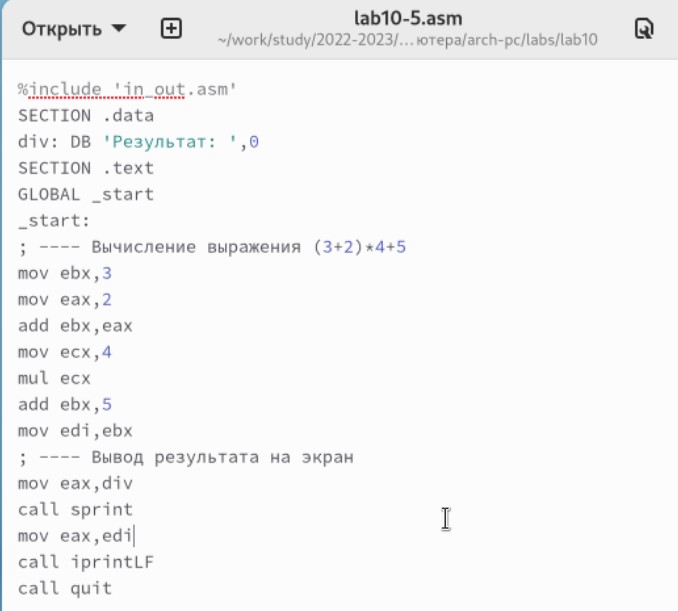 Открыть
lab10-5.asm
~/work/study/2022-2023/... ютера/arch-pc/labs/lab10
%include 'in_out.asm'
SECTION .data
div: DB 'Результат: ',0
SECTION .text
GLOBAL _start
_start:
; ---- Вычисление выражения (3+2)*4+5
mov ebx,3
mov eax,2
add ebx,eax
mov ecx,4
mul ecx
add ebx,5
mov edi,ebx
; ---- Вывод результата на экран
mov eax,div
call sprint
mov eax,edi
call iprintLF
call quit